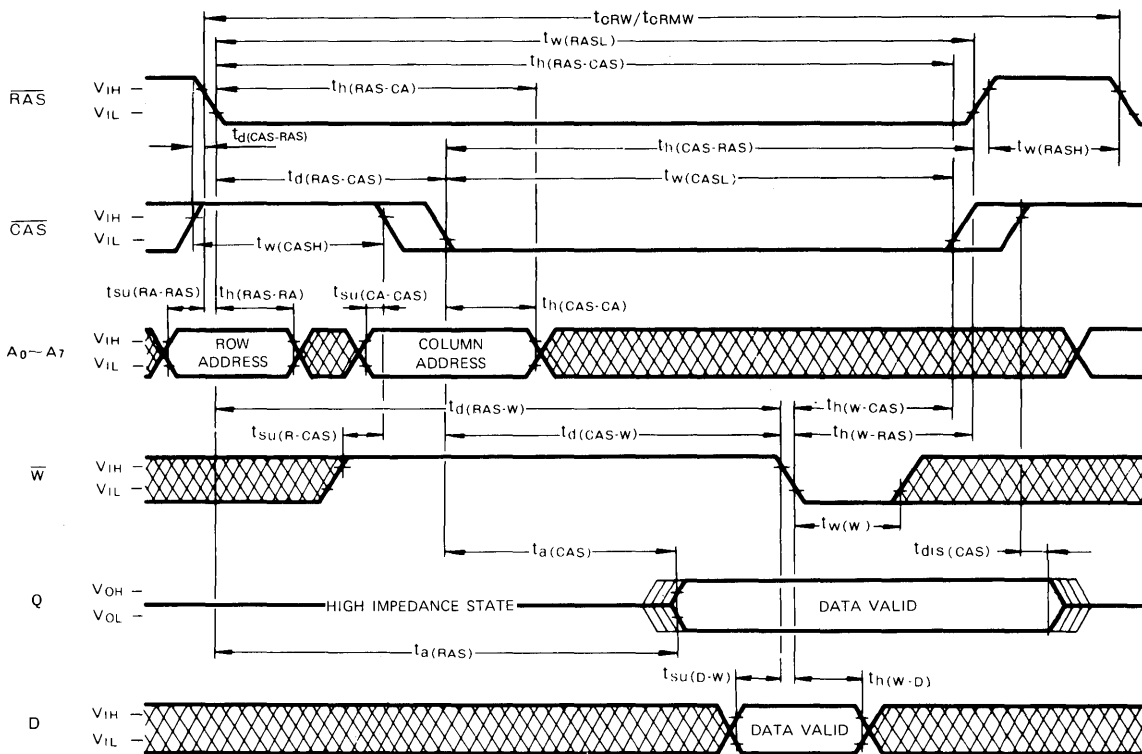 tCRW/tCRMW
tw(RASL)
th(RAS-CAS)
th(RAS-CA)
RAS
VIH
VIL
td(CAS-RAS)
th(CAS-RAS)
tw(RASH)
td(RAS-CAS)
tw(CASL)
CAS
VIH
VIL
tw(CASH)
tsu(RA-RAS)
th(RAS-RA)
tsu(CA-CAS)
th(CAS-CA)
A0~A7
VIH
VIL
ROW ADDRESS
COLUMN ADDRESS
td(RAS-W)
th(W-CAS)
tsu(R-CAS)
td(CAS-W)
th(W-RAS)
W
VIH
VIL
tw(W)
ta(CAS)
tdis(CAS)
Q
VOH
VOL
HIGH IMPEDANCE STATE
DATA VALID
ta(RAS)
tsu(D-W)
th(W-D)
D
VIH
VIL
DATA VALID